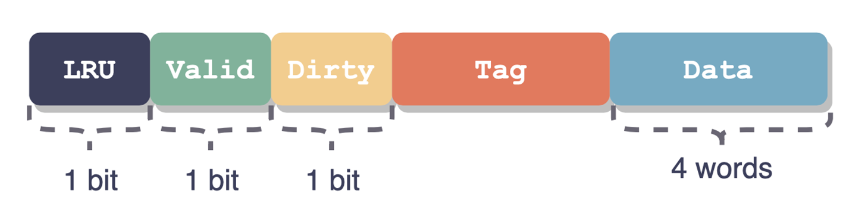 LRU Valid Dirty Tag Data
1 bit 1 bit 1 bit 4 words